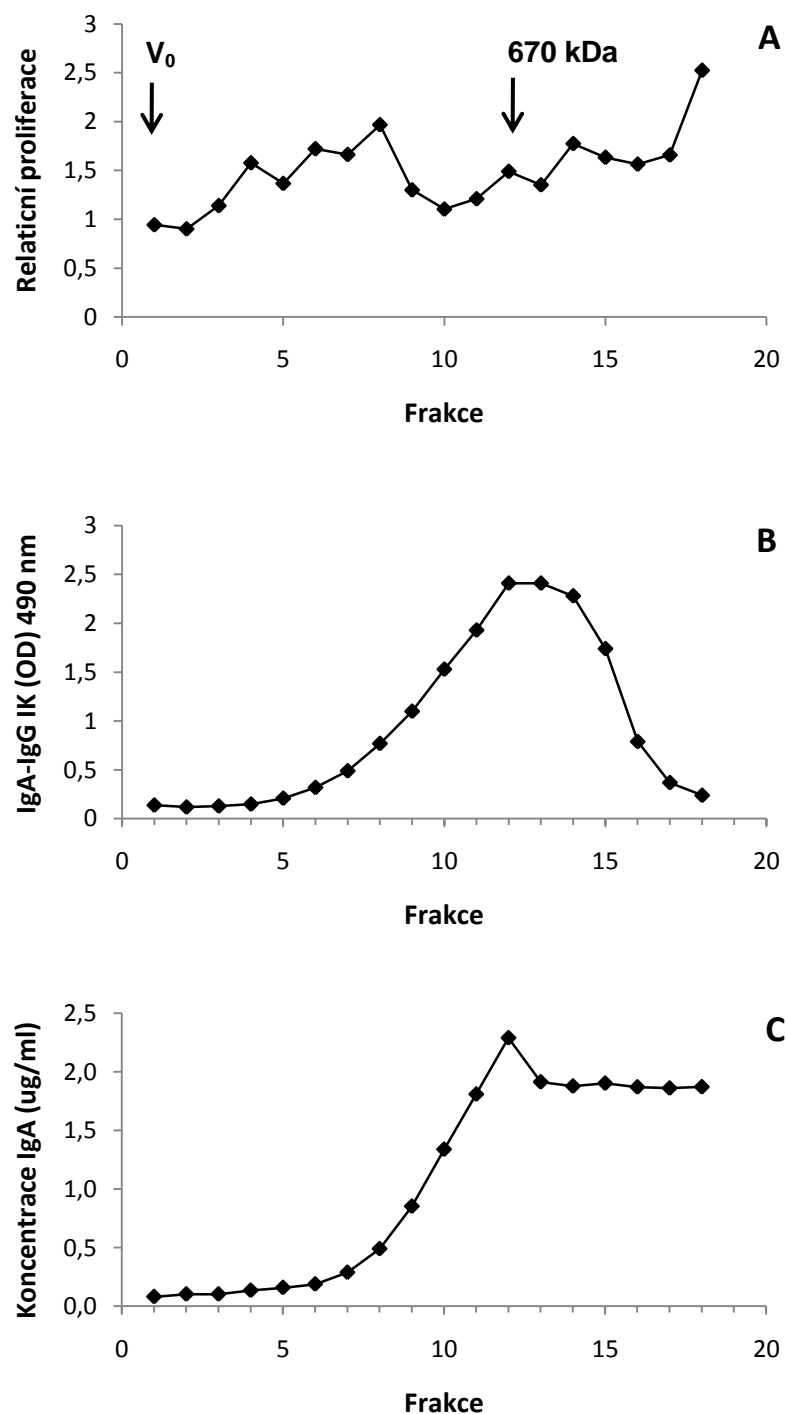 A
V₀
670 kDa
3
2,5
2
1,5
1
0,5
0
0 5 10 15 20
Relaticní proliferace
Frakce
B
3
2,5
2
1,5
1
0,5
0
0 5 10 15 20
IgA-IgG IK (OD) 490 nm
Frakce
C
2,5
2,0
1,5
1,0
0,5
0,0
0 5 10 15 20
Koncentrace IgA (ug/ml)
Frakce